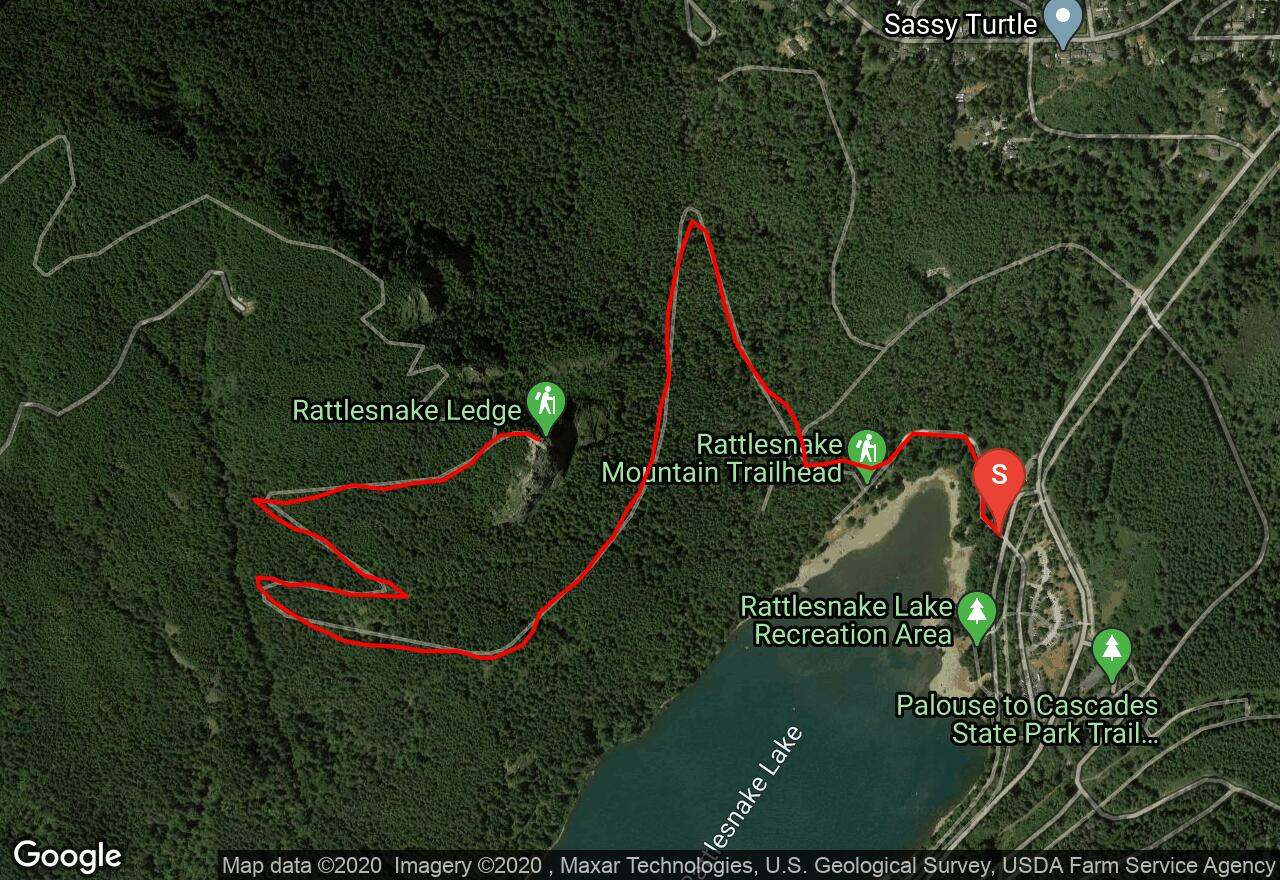 Sassy Turtle
Rattlesnake Ledge
Rattlesnake
Mountain Trailhead
S
Rattlesnake Lake
Recreation Area
Palouse to Cascades
State Park Trail...
Rattlesnake Lake
Google
Map data ©2020 Imagery ©2020 , Maxar Technologies, U.S. Geological Survey, USDA Farm Service Agency